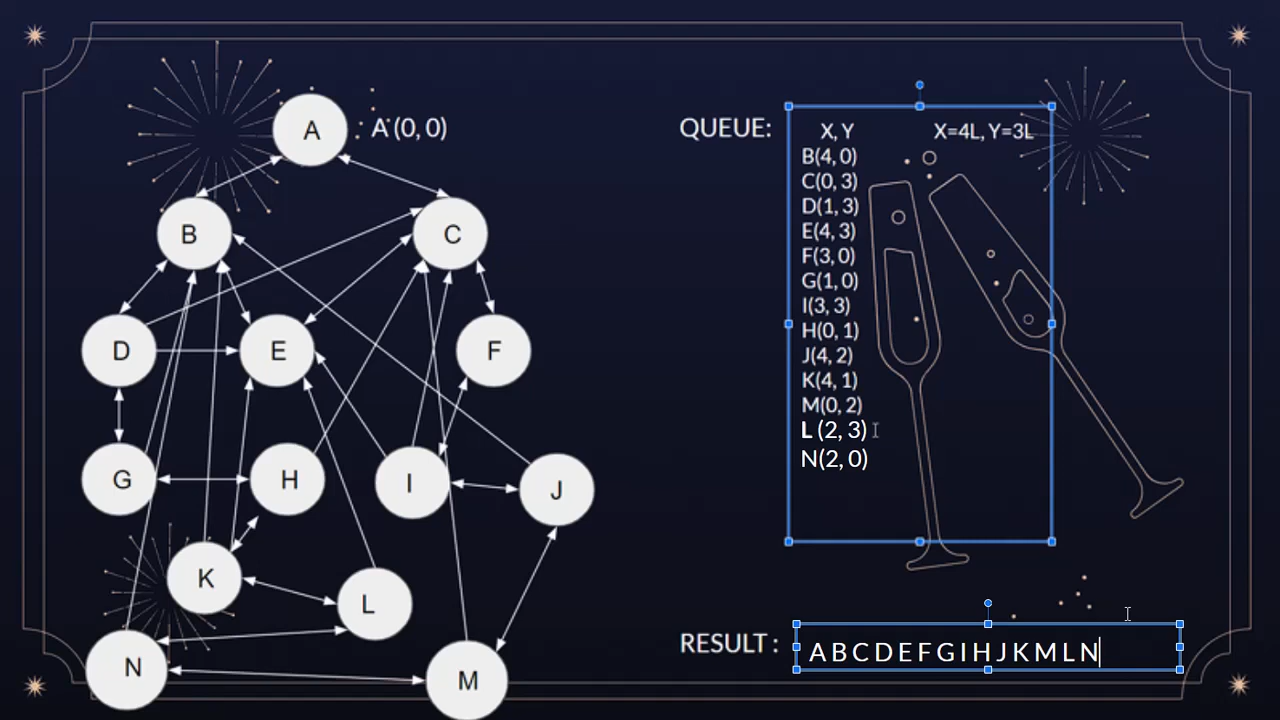 A
A (0, 0)
B
C
D
E
F
G
H
I
J
K
L
N
M
QUEUE:
X, Y
X=4L, Y=3L
B(4, 0)
C(0, 3)
D(1, 3)
E(4, 3)
F(3, 0)
G(1, 0)
I(3, 3)
H(0, 1)
J(4, 2)
K(4, 1)
M(0, 2)
L (2, 3)
N(2, 0)
RESULT :
A B C D E F G I H J K M L N